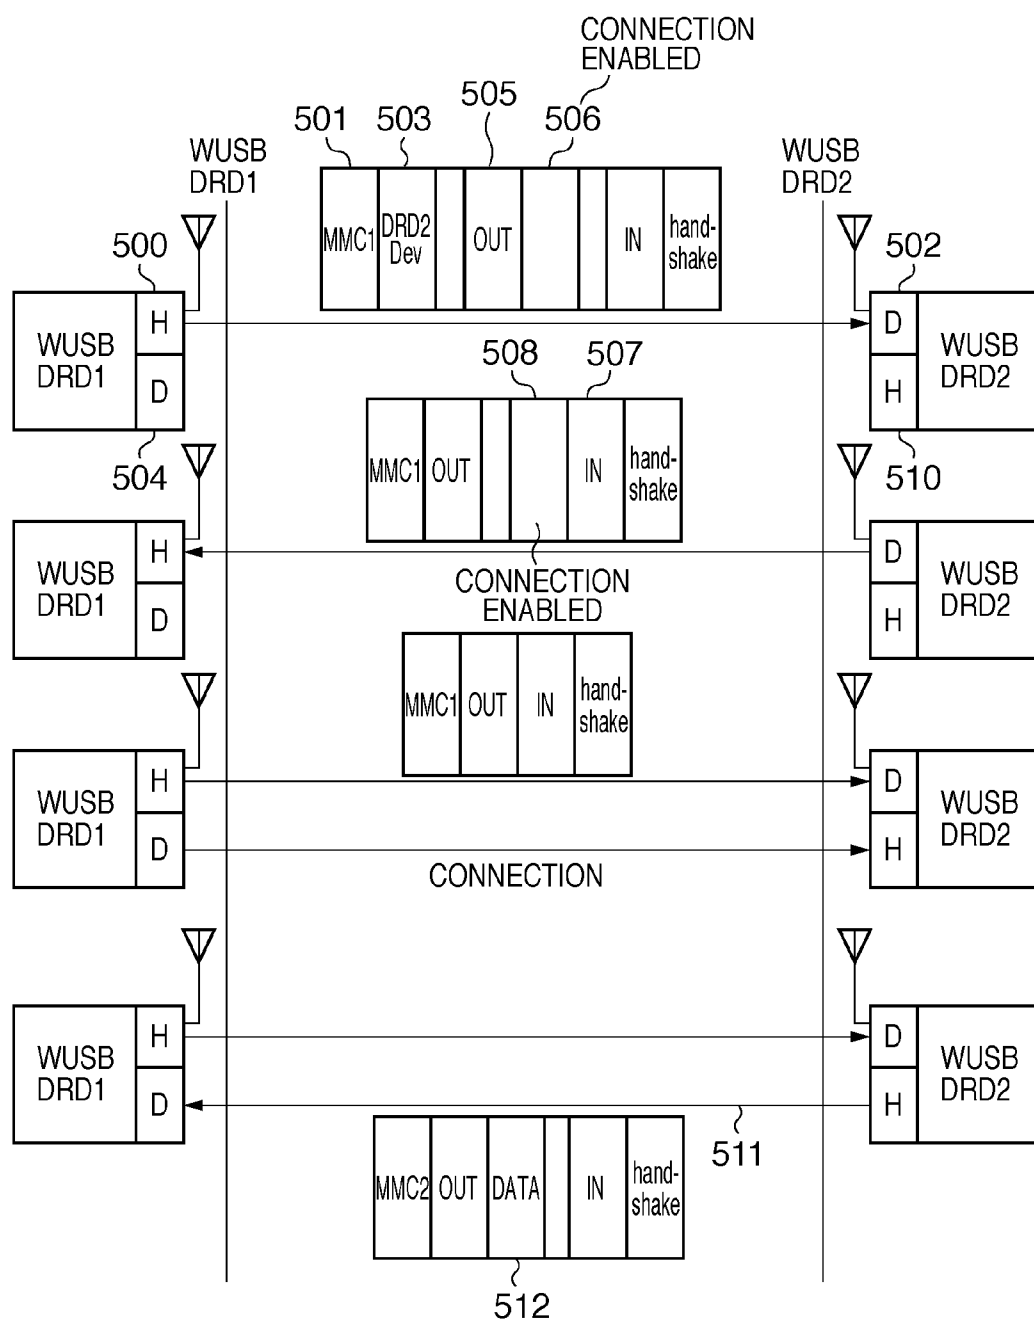 CONNECTION
ENABLED
501
503
505
506
WUSB
DRD1
WUSB
DRD2
MMC1
DRD2
Dev
OUT
IN
hand-
shake
500
502
WUSB
DRD1
H
D
D
H
WUSB
DRD2
504
510
508
507
MMC1
OUT
IN
hand-
shake
CONNECTION
ENABLED
WUSB
DRD1
H
D
D
H
WUSB
DRD2
MMC1
OUT
IN
hand-
shake
WUSB
DRD1
H
D
D
H
WUSB
DRD2
CONNECTION
WUSB
DRD1
H
D
D
H
WUSB
DRD2
511
MMC2
OUT
DATA
IN
hand-
shake
512